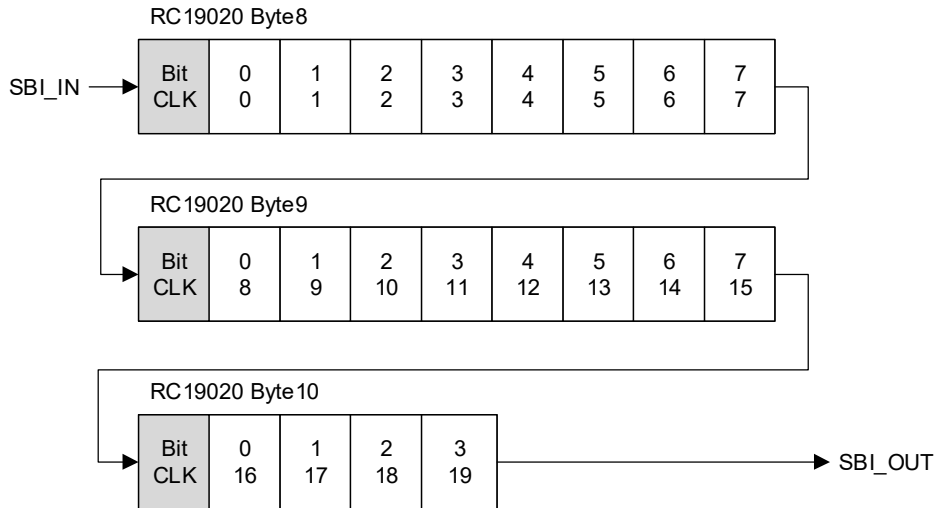 RC19020 Byte8
SBI_IN
Bit 0 1 2 3 4 5 6 7
CLK 0 1 2 3 4 5 6 7
RC19020 Byte9
Bit 0 1 2 3 4 5 6 7
CLK 8 9 10 11 12 13 14 15
RC19020 Byte10
Bit 0 1 2 3
CLK 16 17 18 19
SBI_OUT